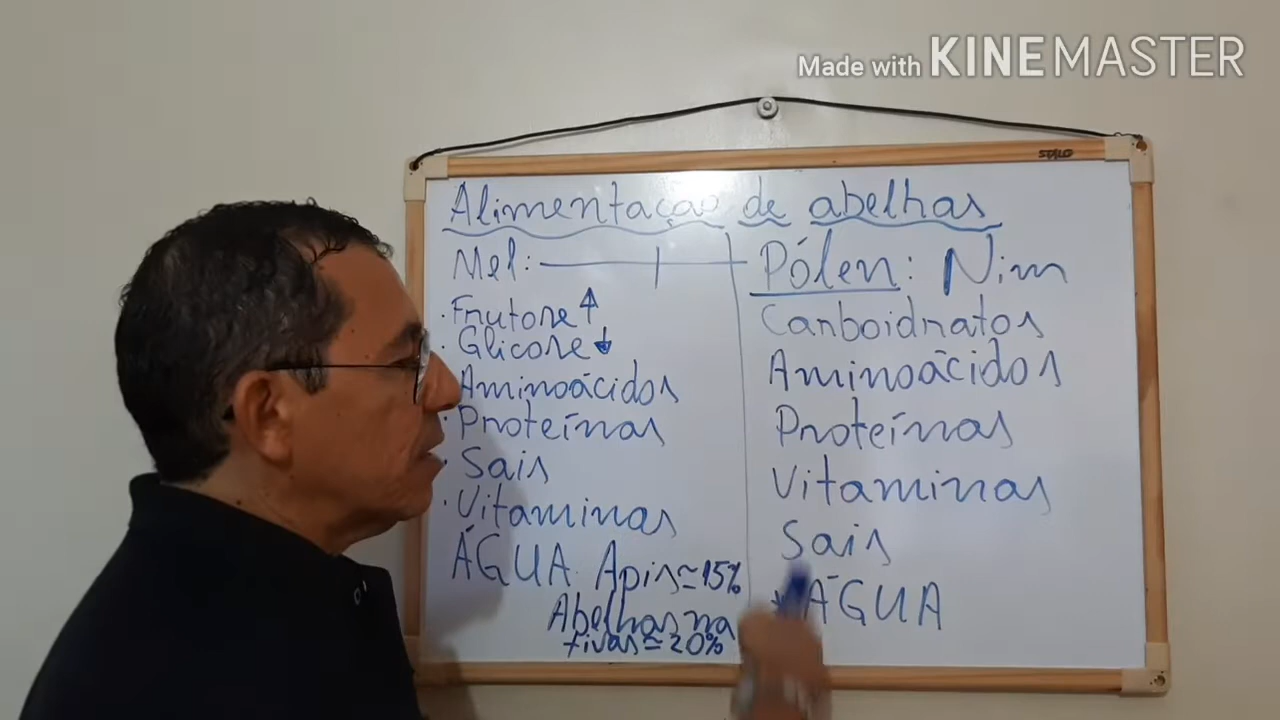 Made with KINEMASTER
STALO
Alimentação de abelhas
Mel:
Frutose ↑
Glicose ↓
Aminoácidos
Proteínas
Sais
Vitaminas
ÁGUA Apis ≃ 15%
Abelhas na
tivas ≃ 20%
Pólen: Nim
Carboidratos
Aminoácidos
Proteínas
Vitaminas
Sais
* ÁGUA